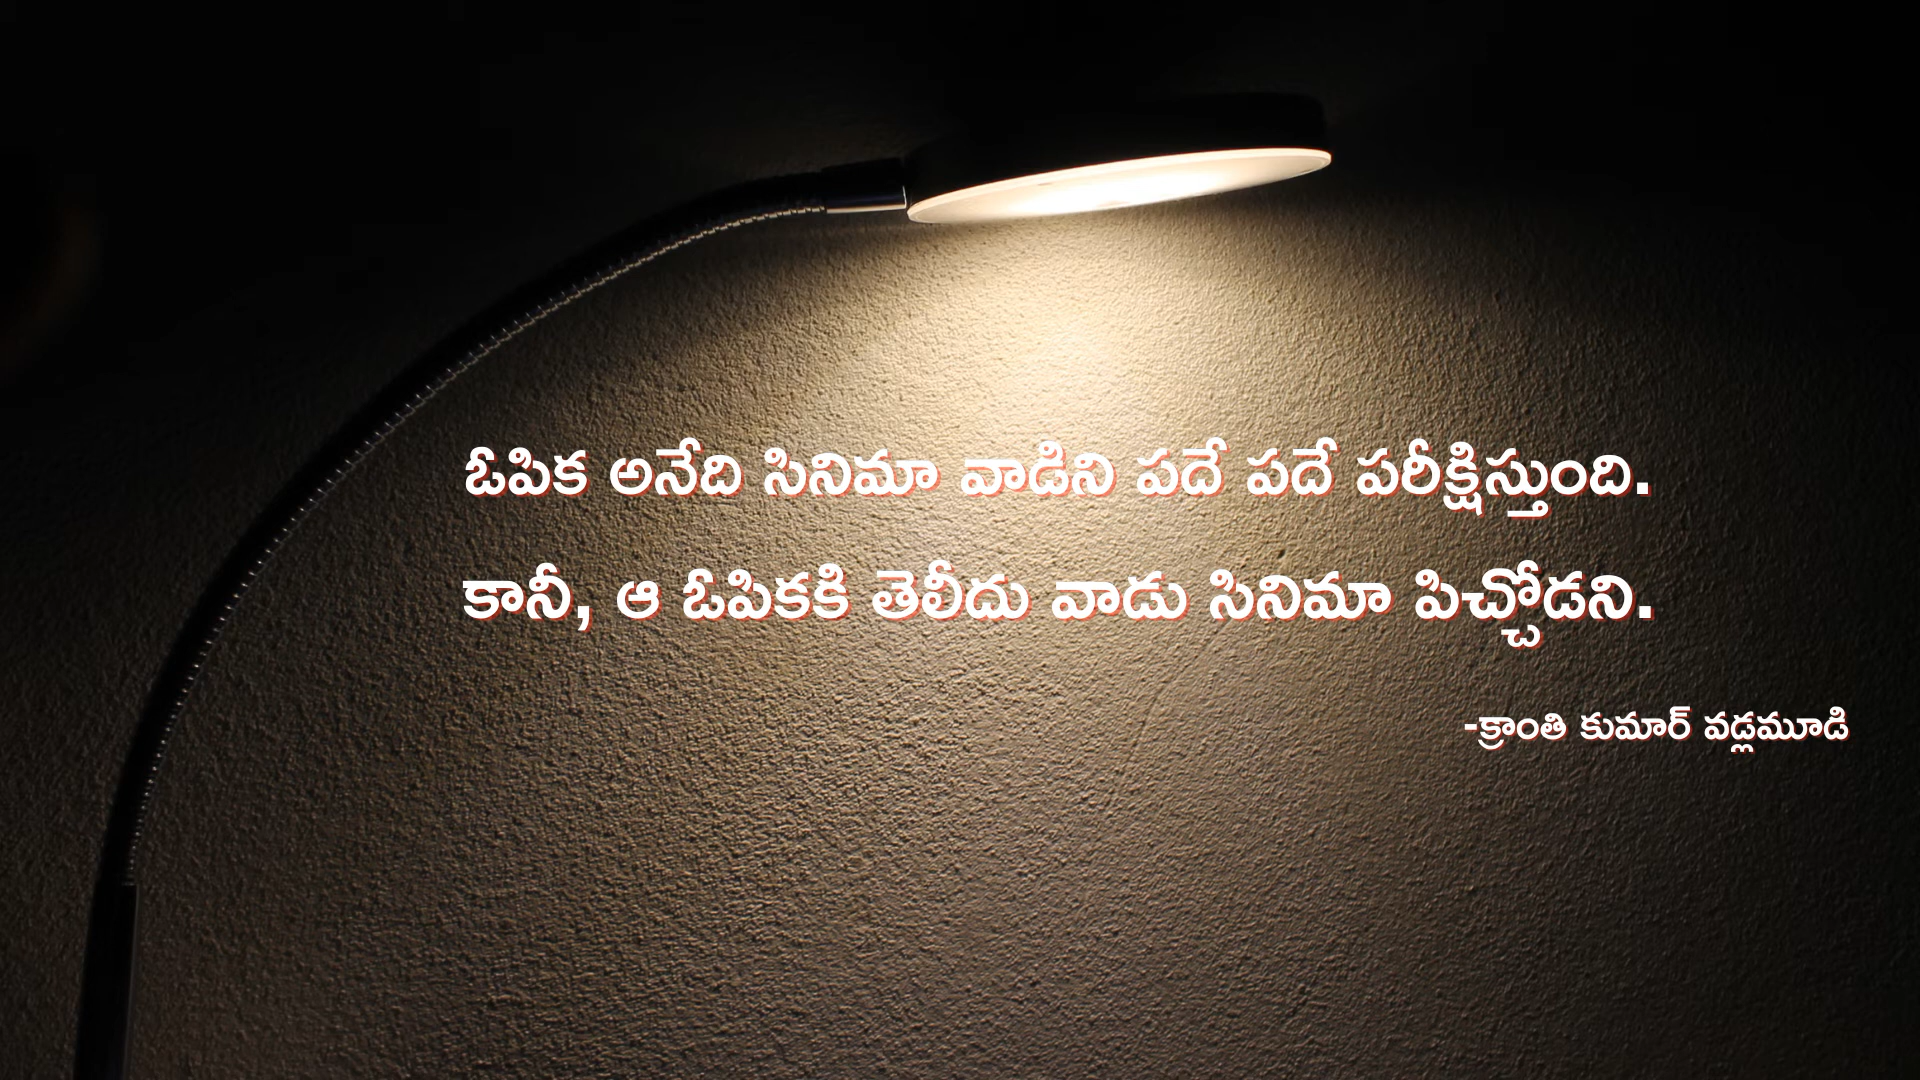 ఓపిక అనేది సినిమా వాడిని పదే పదే పరీక్షిస్తుంది.
కానీ, ఆ ఓపికకి తెలీదు వాడు సినిమా పిచ్చోడని.
-క్రాంతి కుమార్ వడ్లమూడి